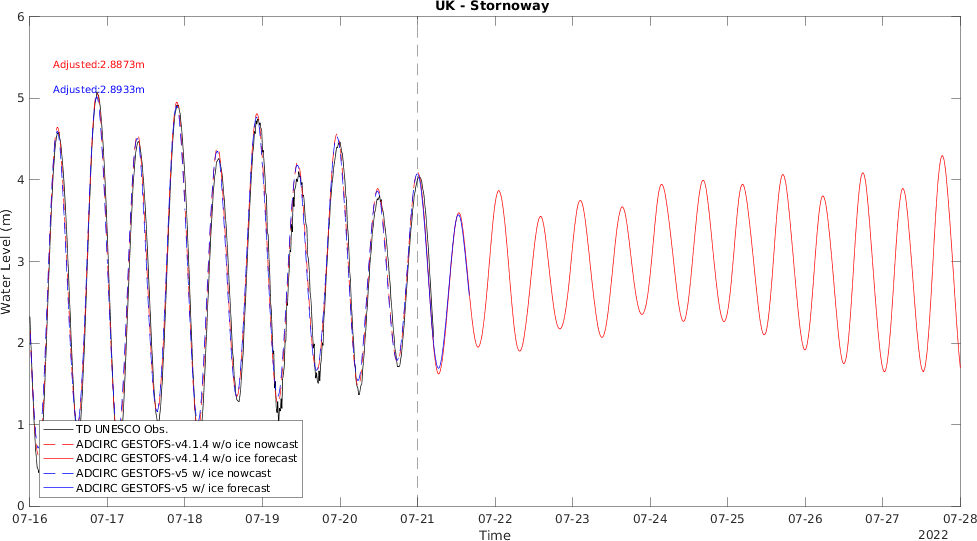 UK - Stornoway
6
Adjusted:2.8873m
Adjusted:2.8933m
5
4
Water Level (m)
3
2
1
TD UNESCO Obs.
ADCIRC GESTOFS-v4.1.4 w/o ice nowcast
ADCIRC GESTOFS-v4.1.4 w/o ice forecast
ADCIRC GESTOFS-v5 w/ ice nowcast
ADCIRC GESTOFS-v5 w/ ice forecast
0
07-16 07-17 07-18 07-19 07-20 07-21 07-22 07-23 07-24 07-25 07-26 07-27 07-28
Time 2022